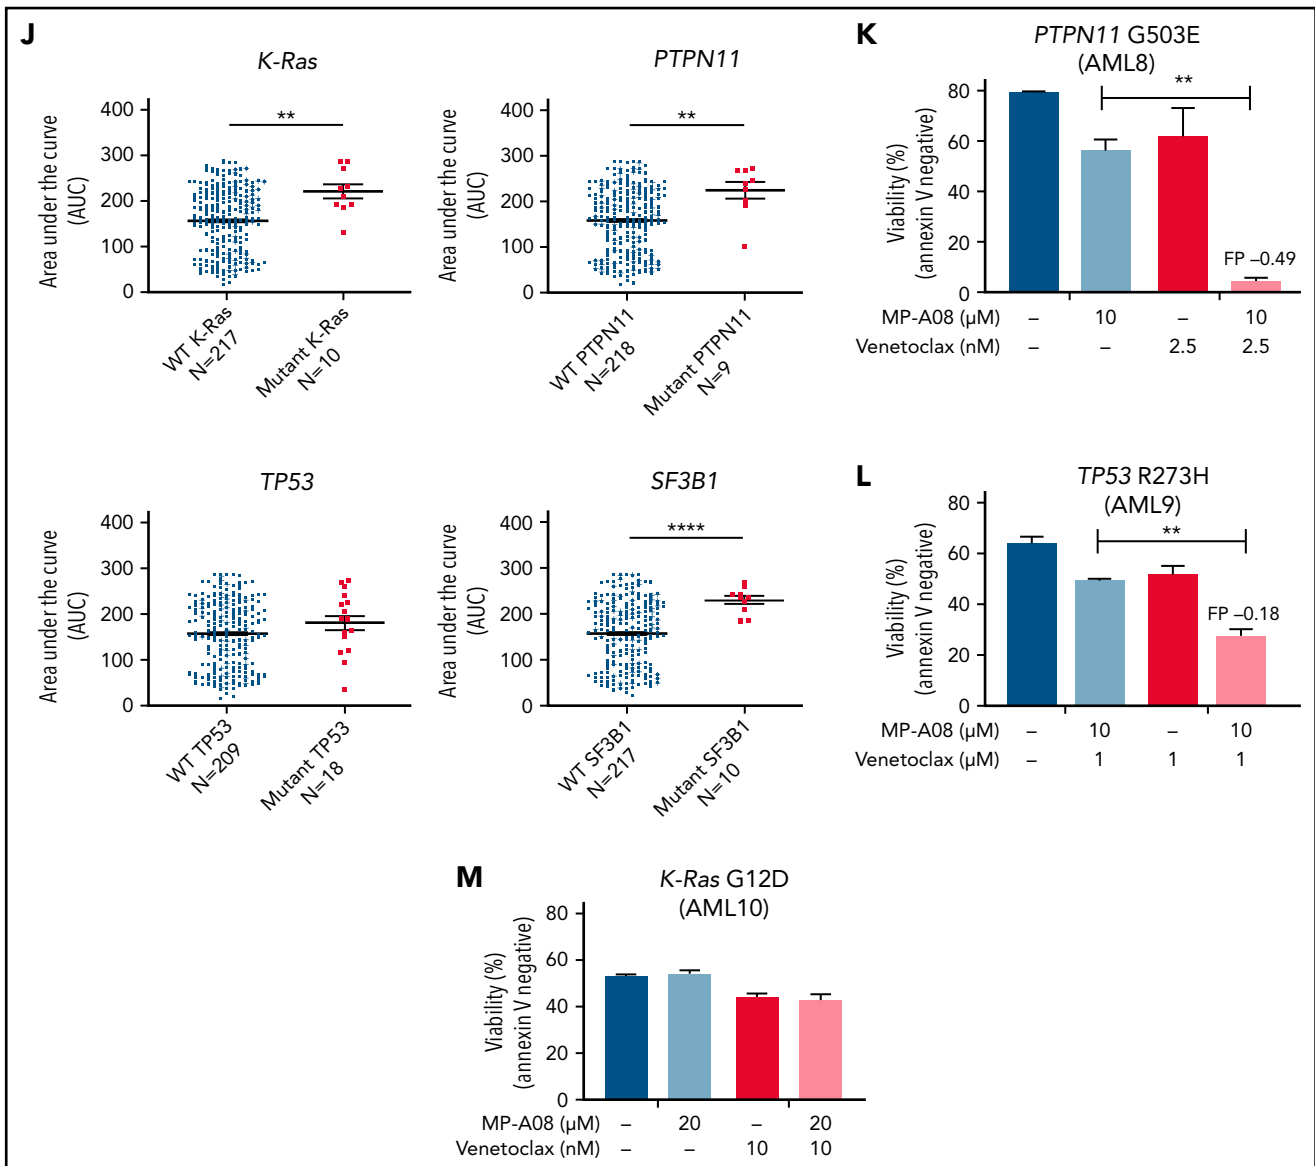 J
K-Ras
Area under the curve
(AUC)
400
300
200
100
0
**
WT K-Ras
N=217
Mutant K-Ras
N=10
PTPN11
Area under the curve
(AUC)
400
300
200
100
0
**
WT PTPN11
N=218
Mutant PTPN11
N=9
TP53
Area under the curve
(AUC)
400
300
200
100
0
WT TP53
N=209
Mutant TP53
N=18
SF3B1
Area under the curve
(AUC)
400
300
200
100
0
****
WT SF3B1
N=217
Mutant SF3B1
N=10
K
PTPN11 G503E
(AML8)
Viability (%)
(annexin V negative)
80
60
40
20
0
**
FP –0.49
MP-A08 (µM) – 10 – 10
Venetoclax (nM) – – 2.5 2.5
L
TP53 R273H
(AML9)
Viability (%)
(annexin V negative)
80
60
40
20
0
**
FP –0.18
MP-A08 (µM) – 10 – 10
Venetoclax (µM) – 1 1 1
M
K-Ras G12D
(AML10)
Viability (%)
(annexin V negative)
80
60
40
20
0
MP-A08 (µM) – 20 – 20
Venetoclax (nM) – – 10 10